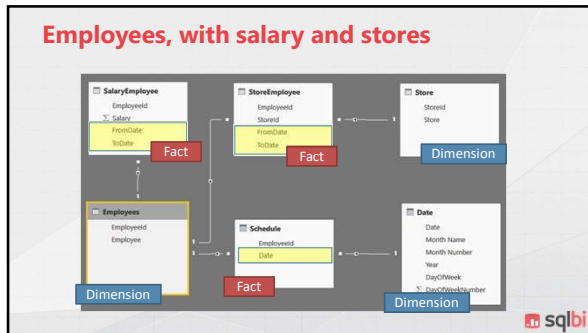 Employees, with salary and stores
SalaryEmployee
EmployeeId
Σ Salary
FromDate
ToDate
Fact
StoreEmployee
EmployeeId
StoreId
FromDate
ToDate
Fact
Store
StoreId
Store
Dimension
Employees
EmployeeId
Employee
Dimension
Schedule
EmployeeId
Date
Fact
Date
Date
Month Name
Month Number
Year
DayOfWeek
Σ DayOfWeekNumber
Dimension
sqlbi